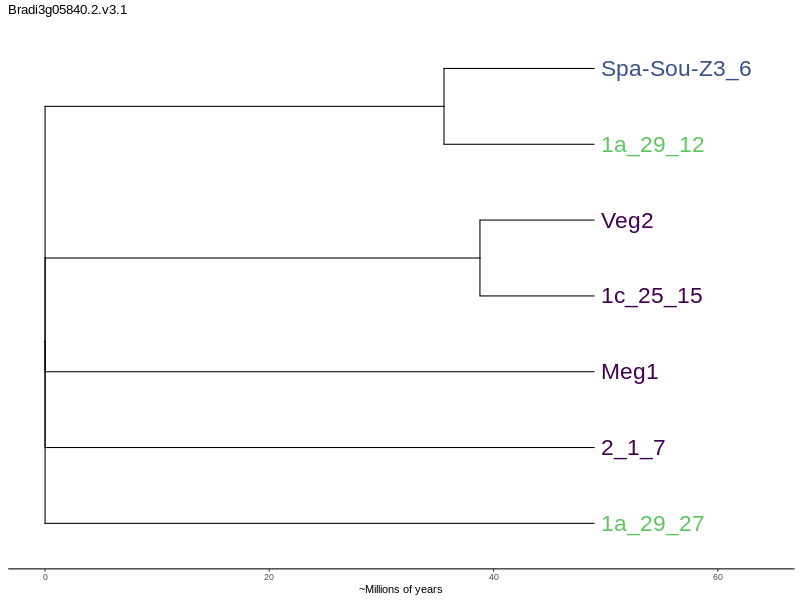 Bradi3g05840.2.v3.1
Spa-Sou-Z3_6
1a_29_12
Veg2
1c_25_15
Meg1
2_1_7
1a_29_27
0 20 40 60
~Millions of years